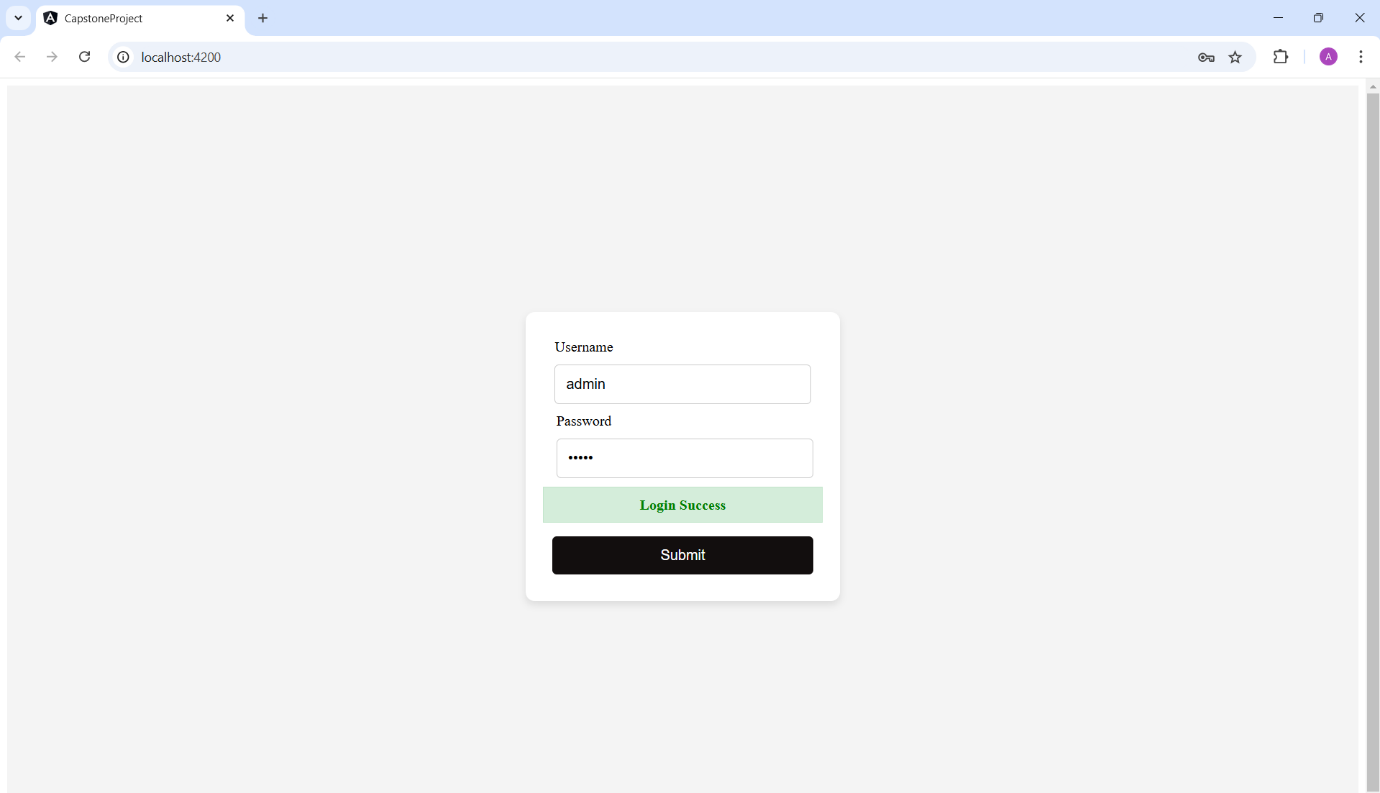 CapstoneProject
localhost:4200
A
Username
admin
Password
•••••
Login Success
Submit